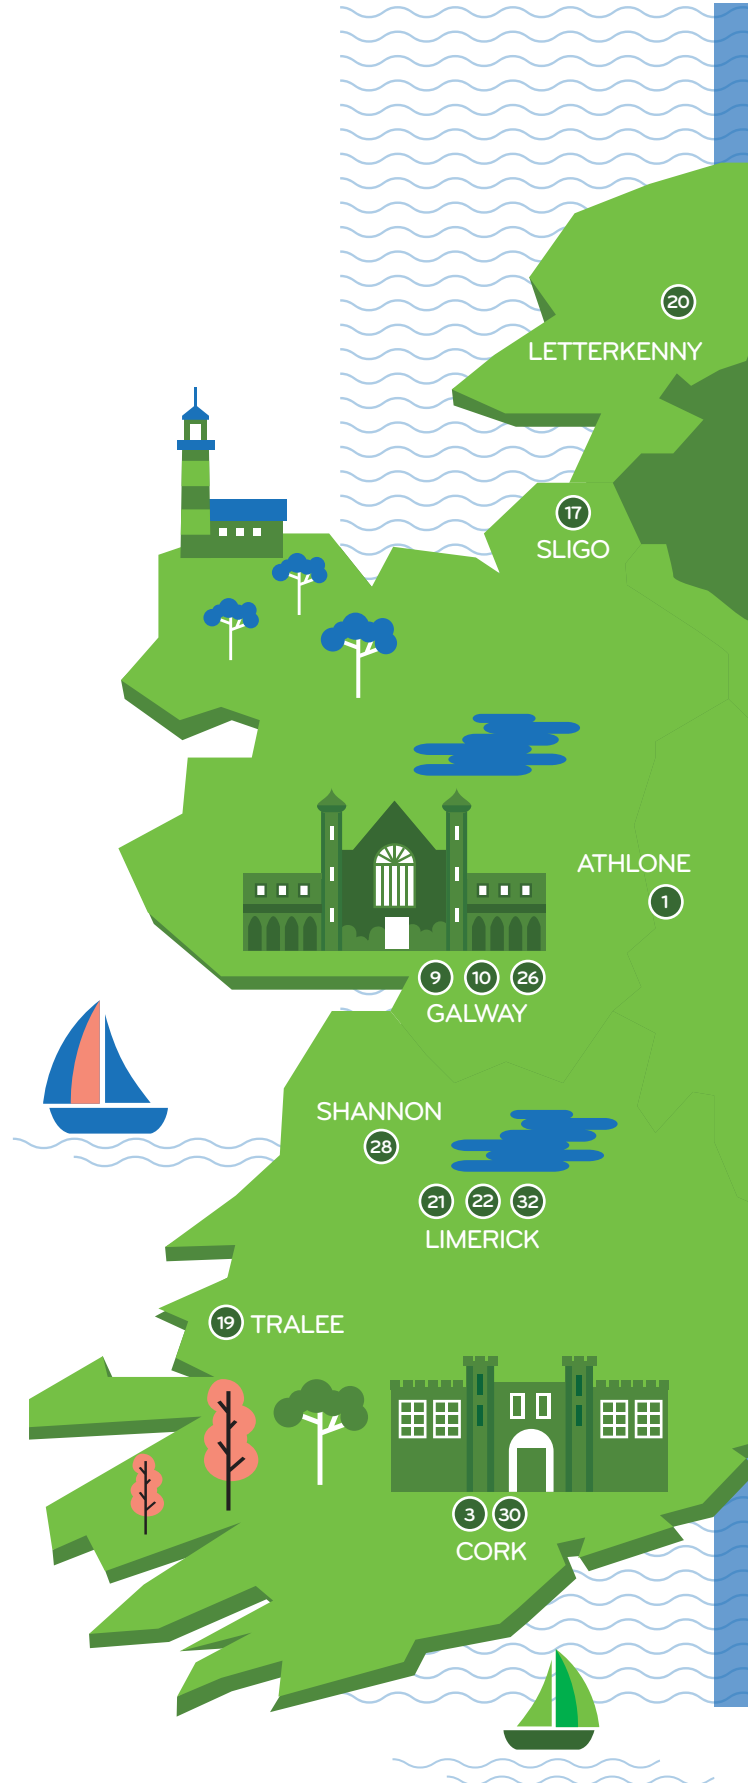 20
LETTERKENNY
17
SLIGO
ATHLONE
1
9 10 26
GALWAY
SHANNON
28
21 22 32
LIMERICK
19 TRALEE
3 30
CORK